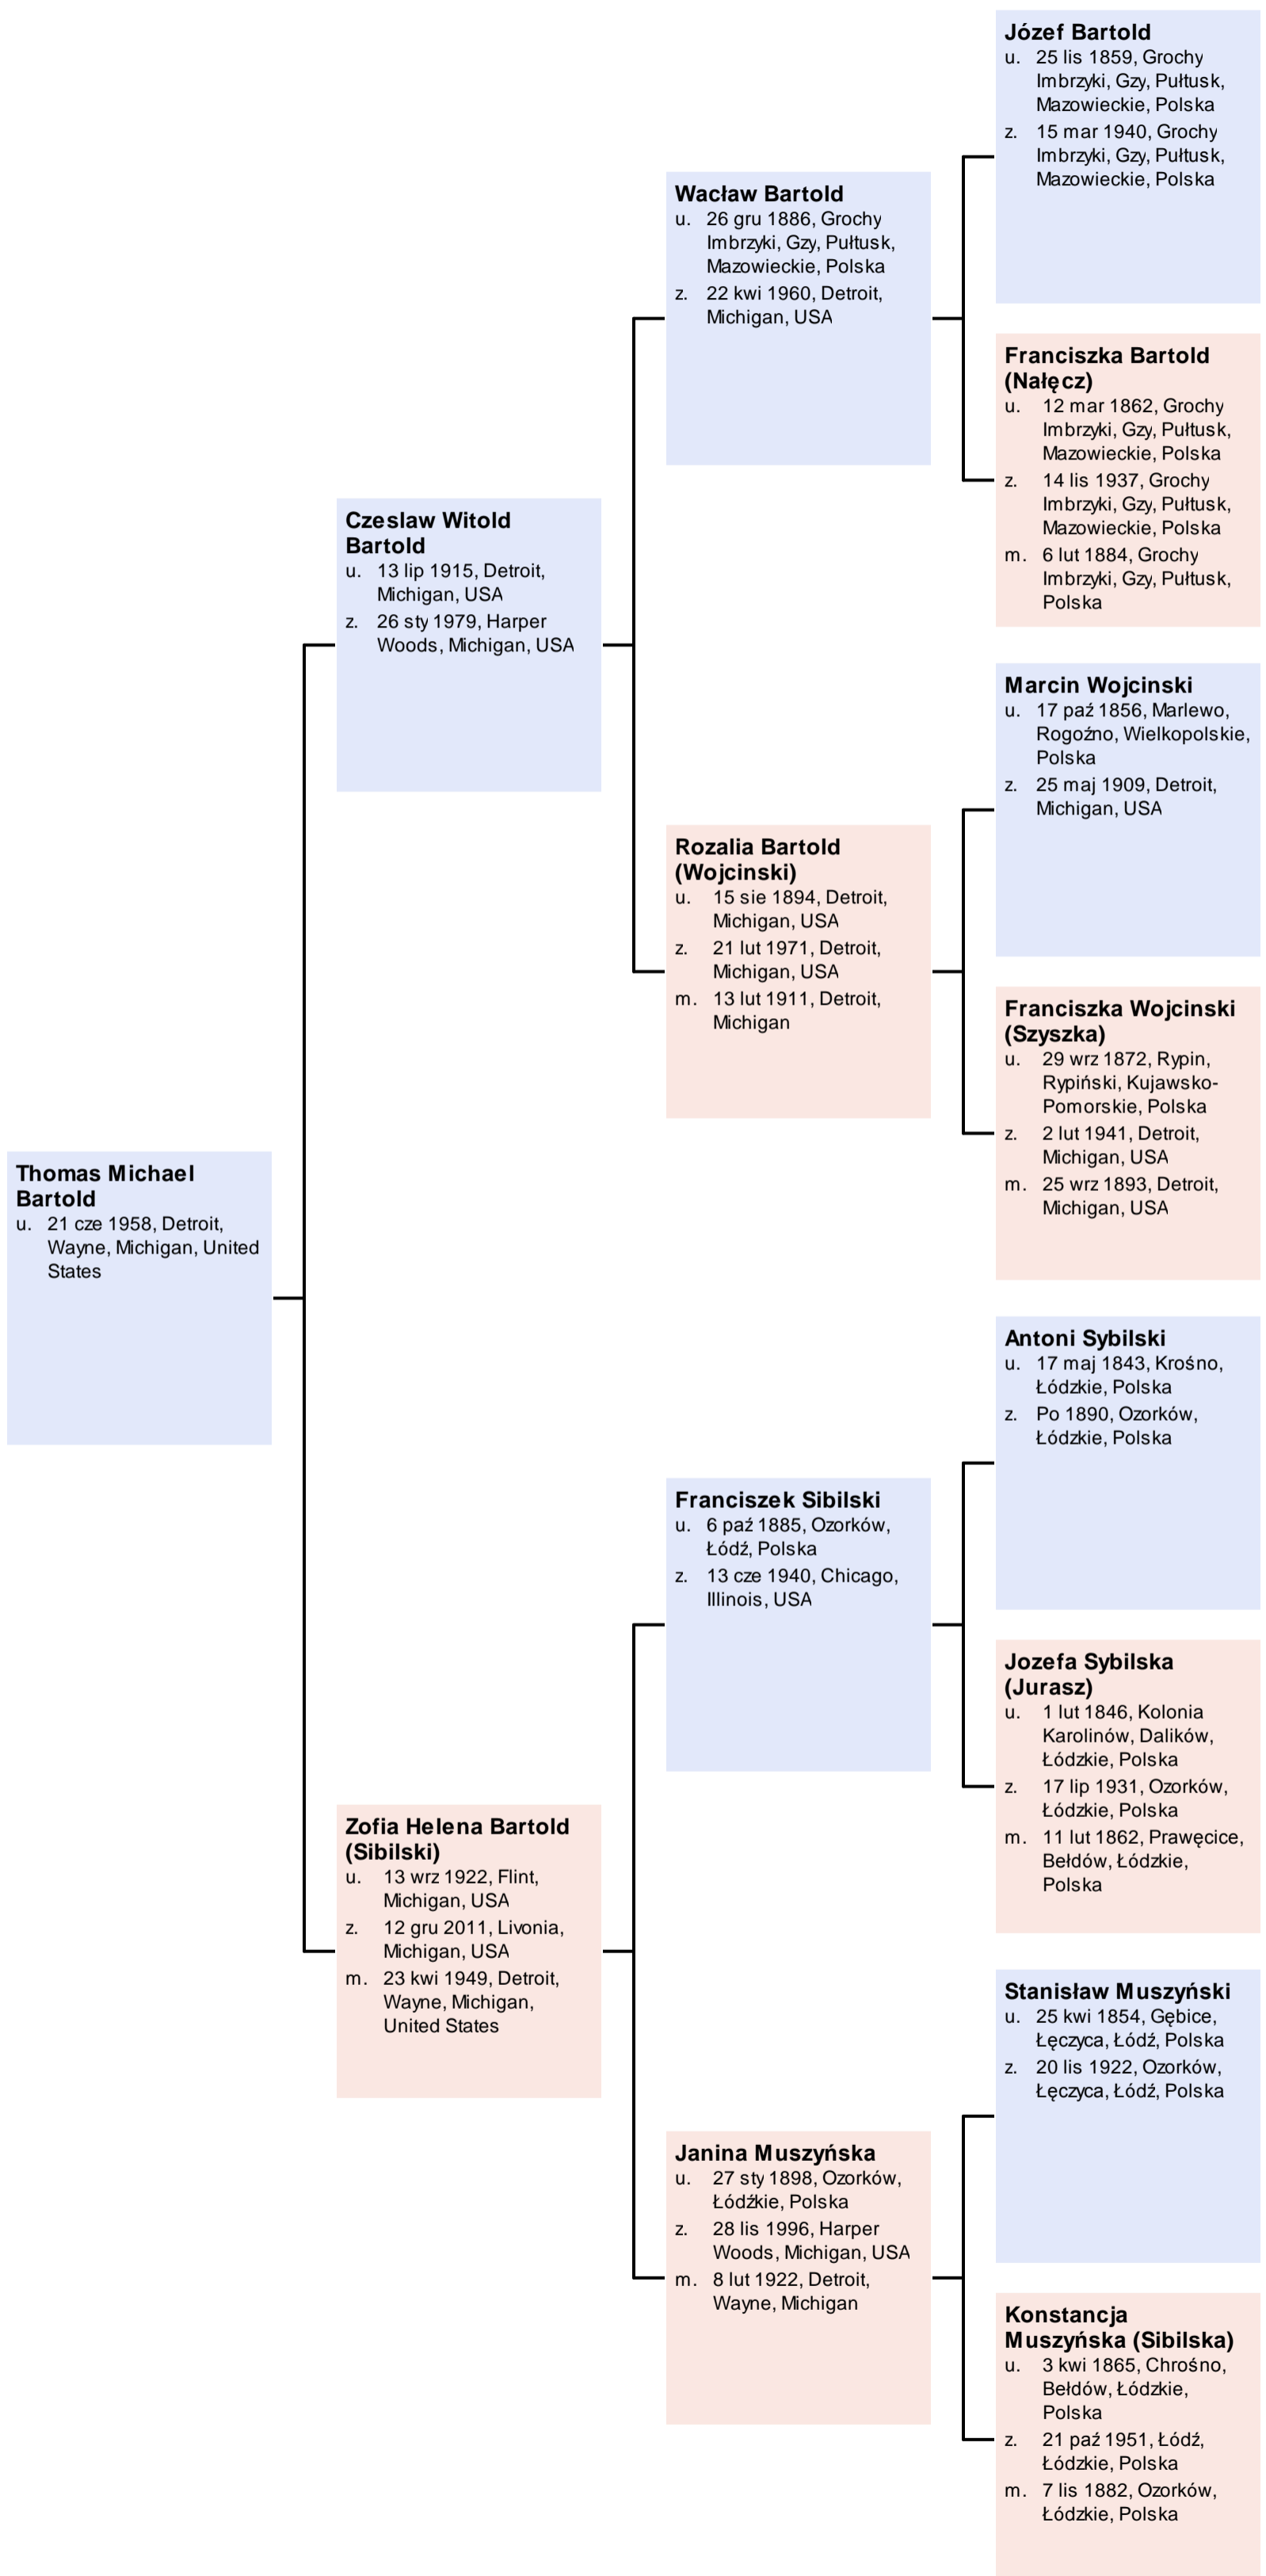 Józef Bartold
u. 25 lis 1859, Grochy
Imbrzyki, Gzy, Pułtusk,
Mazowieckie, Polska
z. 15 mar 1940, Grochy
Imbrzyki, Gzy, Pułtusk,
Mazowieckie, Polska
Wacław Bartold
u. 26 gru 1886, Grochy
Imbrzyki, Gzy, Pułtusk,
Mazowieckie, Polska
z. 22 kwi 1960, Detroit,
Michigan, USA
Franciszka Bartold
(Nałęcz)
u. 12 mar 1862, Grochy
Imbrzyki, Gzy, Pułtusk,
Mazowieckie, Polska
z. 14 lis 1937, Grochy
Imbrzyki, Gzy, Pułtusk,
Mazowieckie, Polska
m. 6 lut 1884, Grochy
Imbrzyki, Gzy, Pułtusk,
Polska
Czeslaw Witold
Bartold
u. 13 lip 1915, Detroit,
Michigan, USA
z. 26 sty 1979, Harper
Woods, Michigan, USA
Marcin Wojcinski
u. 17 paź 1856, Marlewo,
Rogoźno, Wielkopolskie,
Polska
z. 25 maj 1909, Detroit,
Michigan, USA
Rozalia Bartold
(Wojcinski)
u. 15 sie 1894, Detroit,
Michigan, USA
z. 21 lut 1971, Detroit,
Michigan, USA
m. 13 lut 1911, Detroit,
Michigan
Franciszka Wojcinski
(Szyszka)
u. 29 wrz 1872, Rypin,
Rypiński, Kujawsko-
Pomorskie, Polska
z. 2 lut 1941, Detroit,
Michigan, USA
m. 25 wrz 1893, Detroit,
Michigan, USA
Thomas Michael
Bartold
u. 21 cze 1958, Detroit,
Wayne, Michigan, United
States
Antoni Sybilski
u. 17 maj 1843, Krośno,
Łódzkie, Polska
z. Po 1890, Ozorków,
Łódzkie, Polska
Franciszek Sibilski
u. 6 paź 1885, Ozorków,
Łódź, Polska
z. 13 cze 1940, Chicago,
Illinois, USA
Jozefa Sybilska
(Jurasz)
u. 1 lut 1846, Kolonia
Karolinów, Dalików,
Łódzkie, Polska
z. 17 lip 1931, Ozorków,
Łódzkie, Polska
m. 11 lut 1862, Prawęcice,
Bełdów, Łódzkie,
Polska
Zofia Helena Bartold
(Sibilski)
u. 13 wrz 1922, Flint,
Michigan, USA
z. 12 gru 2011, Livonia,
Michigan, USA
m. 23 kwi 1949, Detroit,
Wayne, Michigan,
United States
Stanisław Muszyński
u. 25 kwi 1854, Gębice,
Łęczyca, Łódź, Polska
z. 20 lis 1922, Ozorków,
Łęczyca, Łódź, Polska
Janina Muszyńska
u. 27 sty 1898, Ozorków,
Łódźkie, Polska
z. 28 lis 1996, Harper
Woods, Michigan, USA
m. 8 lut 1922, Detroit,
Wayne, Michigan
Konstancja
Muszyńska (Sibilska)
u. 3 kwi 1865, Chrośno,
Bełdów, Łódzkie,
Polska
z. 21 paź 1951, Łódź,
Łódzkie, Polska
m. 7 lis 1882, Ozorków,
Łódzkie, Polska